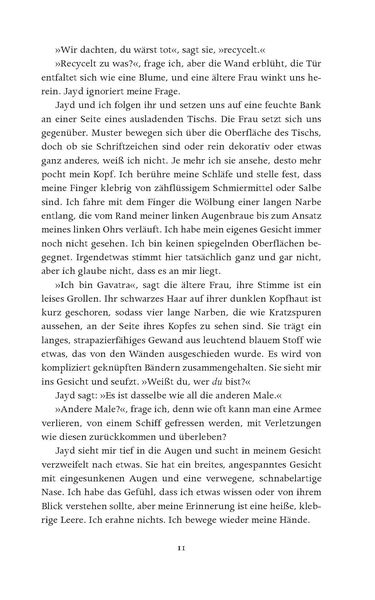 »Wir dachten, du wärst tot«, sagt sie, »recycelt.«
»Recycelt zu was?«, frage ich, aber die Wand erblüht, die Tür
entfaltet sich wie eine Blume, und eine ältere Frau winkt uns he-
rein. Jayd ignoriert meine Frage.
Jayd und ich folgen ihr und setzen uns auf eine feuchte Bank
an einer Seite eines ausladenden Tischs. Die Frau setzt sich uns
gegenüber. Muster bewegen sich über die Oberfläche des Tischs,
doch ob sie Schriftzeichen sind oder rein dekorativ oder etwas
ganz anderes, weiß ich nicht. Je mehr ich sie ansehe, desto mehr
pocht mein Kopf. Ich berühre meine Schläfe und stelle fest, dass
meine Finger klebrig von zähflüssigem Schmiermittel oder Salbe
sind. Ich fahre mit dem Finger die Wölbung einer langen Narbe
entlang, die vom Rand meiner linken Augenbraue bis zum Ansatz
meines linken Ohrs verläuft. Ich habe mein eigenes Gesicht immer
noch nicht gesehen. Ich bin keinen spiegelnden Oberflächen be-
gegnet. Irgendetwas stimmt hier tatsächlich ganz und gar nicht,
aber ich glaube nicht, dass es an mir liegt.
»Ich bin Gavatra«, sagt die ältere Frau, ihre Stimme ist ein
leises Grollen. Ihr schwarzes Haar auf ihrer dunklen Kopfhaut ist
kurz geschoren, sodass vier lange Narben, die wie Kratzspuren
aussehen, an der Seite ihres Kopfes zu sehen sind. Sie trägt ein
langes, strapazierfähiges Gewand aus leuchtend blauem Stoff wie
etwas, das von den Wänden ausgeschieden wurde. Es wird von
kompliziert geknüpften Bändern zusammengehalten. Sie sieht mir
ins Gesicht und seufzt. »Weißt du, wer du bist?«
Jayd sagt: »Es ist dasselbe wie all die anderen Male.«
»Andere Male?«, frage ich, denn wie oft kann man eine Armee
verlieren, von einem Schiff gefressen werden, mit Verletzungen
wie diesen zurückkommen und überleben?
Jayd sieht mir tief in die Augen und sucht in meinem Gesicht
verzweifelt nach etwas. Sie hat ein breites, angespanntes Gesicht
mit eingesunkenen Augen und eine verwegene, schnabelartige
Nase. Ich habe das Gefühl, dass ich etwas wissen oder von ihrem
Blick verstehen sollte, aber meine Erinnerung ist eine heiße, kleb-
rige Leere. Ich erahne nichts. Ich bewege wieder meine Hände.
11